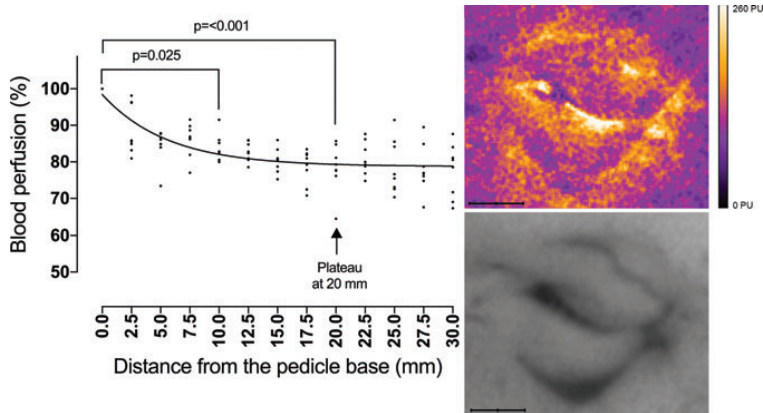 p=<0.001
p=0.025
100
90
80
70
60
50
Blood perfusion (%)
Plateau
at 20 mm
0.0
2.5
5.0
7.5
10.0
12.5
15.0
17.5
20.0
22.5
25.0
27.5
30.0
Distance from the pedicle base (mm)
260 PU
0 PU